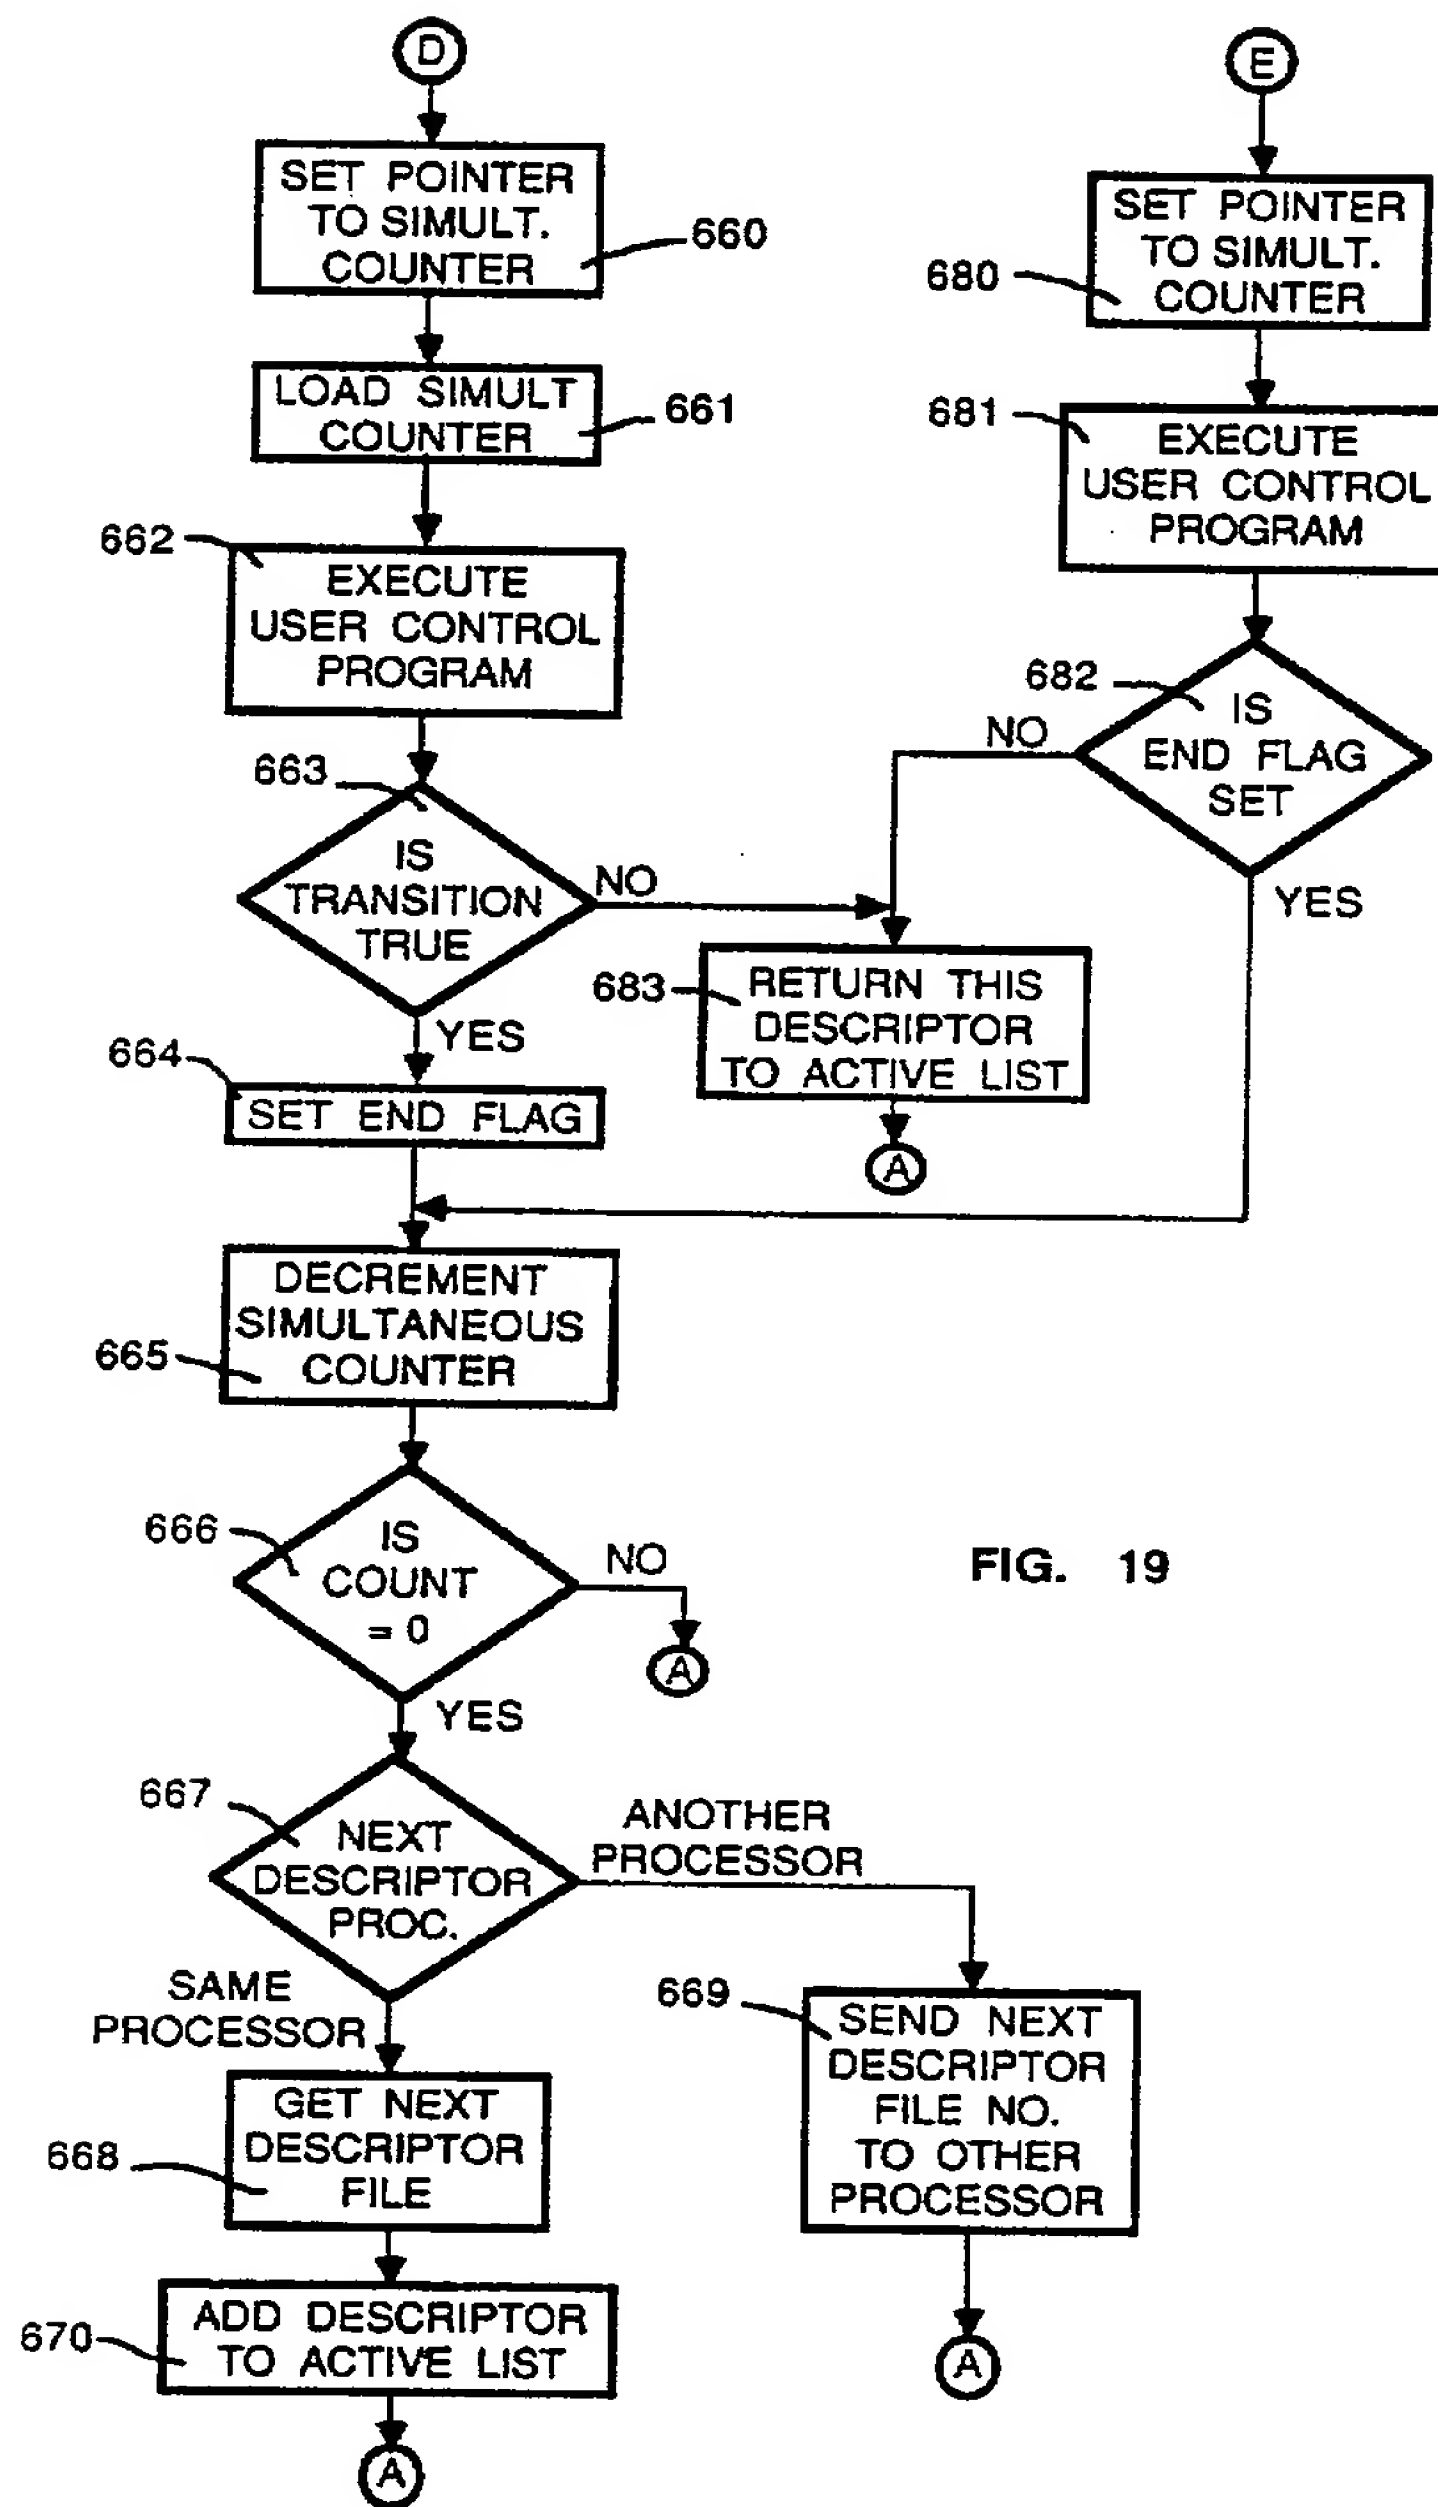 D
SET POINTER
TO SIMULT.
COUNTER
660
LOAD SIMULT
COUNTER
661
662
EXECUTE
USER CONTROL
PROGRAM
663
IS
TRANSITION
TRUE
NO
YES
664
SET END FLAG
E
SET POINTER
TO SIMULT.
COUNTER
680
681
EXECUTE
USER CONTROL
PROGRAM
682
IS
END FLAG
SET
NO
YES
683
RETURN THIS
DESCRIPTOR
TO ACTIVE LIST
A
DECREMENT
SIMULTANEOUS
COUNTER
665
666
IS
COUNT
= 0
NO
A
YES
FIG. 19
667
NEXT
DESCRIPTOR
PROC.
ANOTHER
PROCESSOR
SAME
PROCESSOR
669
SEND NEXT
DESCRIPTOR
FILE NO.
TO OTHER
PROCESSOR
A
668
GET NEXT
DESCRIPTOR
FILE
670
ADD DESCRIPTOR
TO ACTIVE LIST
A